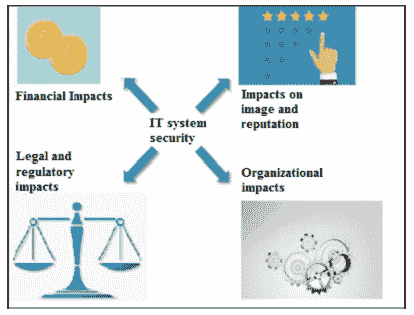 Financial Impacts
Impacts on
image and
reputation
IT system
security
Legal and
regulatory
impacts
Organizational
impacts